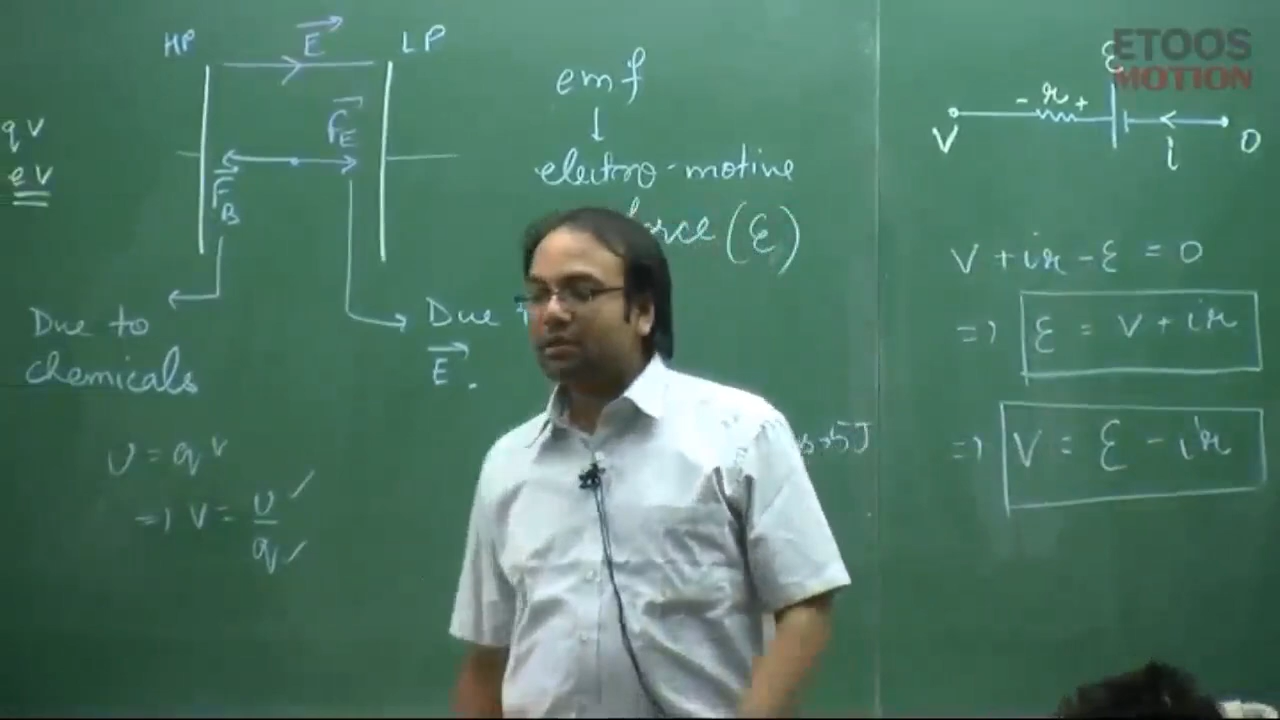 HP
E
LP
F_E
F_B
qV
eV
Due to
chemicals
Due
E.
U = qV
=> V = U/q
emf
↓
electro-motive
force (ε)
5J
ETOOS
MOTION
ε
- r +
V
i
0
V + ir - ε = 0
=> ε = V + ir
=> V = ε - ir